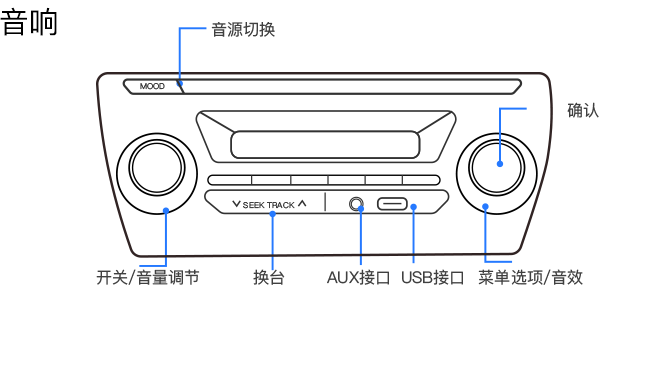 音响
音源切换
MOOD
确认
SEEK TRACK
开关/音量调节
换台
AUX接口
USB接口
菜单选项/音效